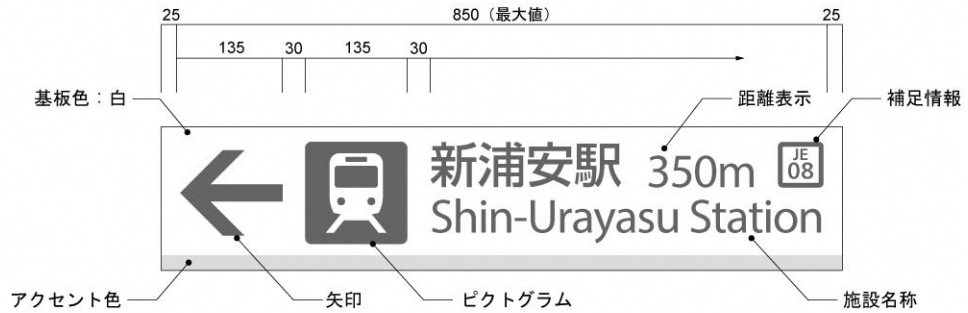 25
850（最大値）
25
135
30
135
30
基板色：白
距離表示
補足情報
新浦安駅 350m
JE
08
Shin-Urayasu Station
アクセント色
矢印
ピクトグラム
施設名称